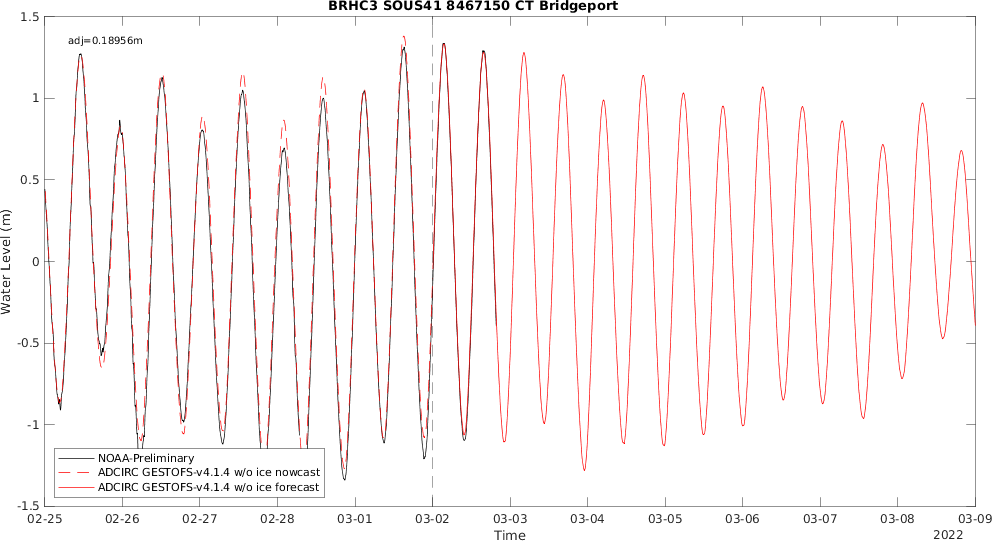 BRHC3 SOUS41 8467150 CT Bridgeport
adj=0.18956m
1.5
1
0.5
0
-0.5
-1
-1.5
Water Level (m)
NOAA-Preliminary
ADCIRC GESTOFS-v4.1.4 w/o ice nowcast
ADCIRC GESTOFS-v4.1.4 w/o ice forecast
02-25 02-26 02-27 02-28 03-01 03-02 03-03 03-04 03-05 03-06 03-07 03-08 03-09
Time
2022